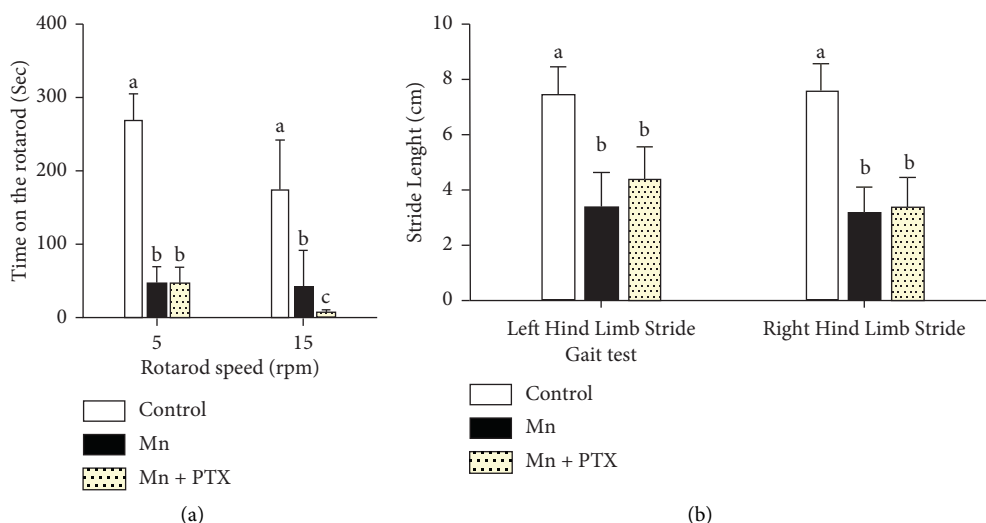 400
300
200
100
0
Time on the rotarod (Sec)
a
b
b
a
b
c
5
15
Rotarod speed (rpm)
Control
Mn
Mn + PTX
(a)
10
8
6
4
2
0
Stride Lenght (cm)
a
b
b
a
b
b
Left Hind Limb Stride
Right Hind Limb Stride
Gait test
Control
Mn
Mn + PTX
(b)